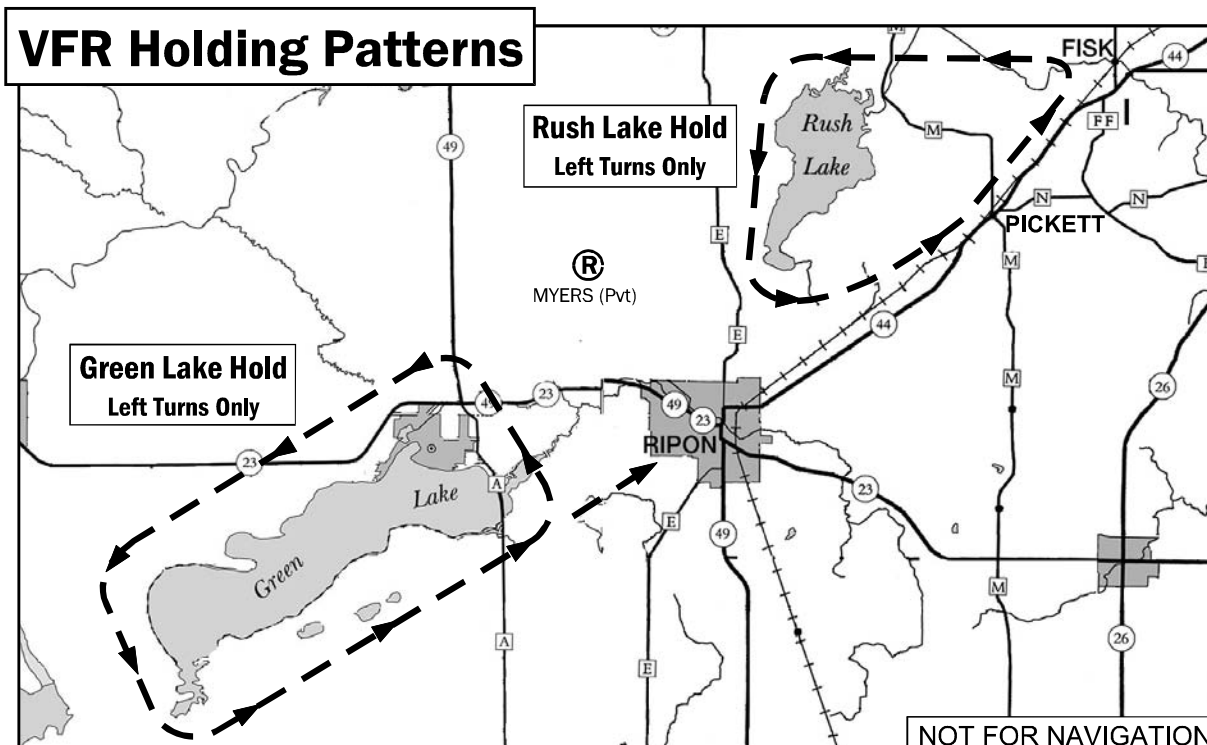 VFR Holding Patterns
M
FISK
44
Rush Lake Hold
Left Turns Only
Rush
Lake
49
M
FF
N
N
PICKETT
E
M
R
MYERS (Pvt)
E
44
Green Lake Hold
Left Turns Only
M
26
23
49
23
RIPON
23
Lake
A
23
E
49
Green
M
A
E
26
NOT FOR NAVIGATION